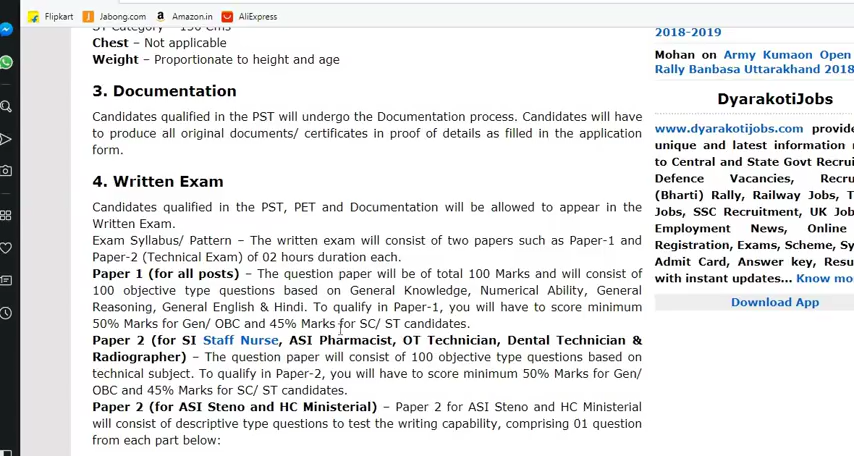 Flipkart Jabong.com Amazon.in AliExpress
Chest – Not applicable
Weight – Proportionate to height and age
3. Documentation
Candidates qualified in the PST will undergo the Documentation process. Candidates will have
to produce all original documents/ certificates in proof of details as filled in the application
form.
4. Written Exam
Candidates qualified in the PST, PET and Documentation will be allowed to appear in the
Written Exam.
Exam Syllabus/ Pattern – The written exam will consist of two papers such as Paper-1 and
Paper-2 (Technical Exam) of 02 hours duration each.
Paper 1 (for all posts) – The question paper will be of total 100 Marks and will consist of
100 objective type questions based on General Knowledge, Numerical Ability, General
Reasoning, General English & Hindi. To qualify in Paper-1, you will have to score minimum
50% Marks for Gen/ OBC and 45% Marks for SC/ ST candidates.
Paper 2 (for SI Staff Nurse, ASI Pharmacist, OT Technician, Dental Technician &
Radiographer) – The question paper will consist of 100 objective type questions based on
technical subject. To qualify in Paper-2, you will have to score minimum 50% Marks for Gen/
OBC and 45% Marks for SC/ ST candidates.
Paper 2 (for ASI Steno and HC Ministerial) – Paper 2 for ASI Steno and HC Ministerial
will consist of descriptive type questions to test the writing capability, comprising 01 question
from each part below:
2018-2019
Mohan on Army Kumaon Open
Rally Banbasa Uttarakhand 2018
DyarakotiJobs
www.dyarakotijobs.com provide
unique and latest information
to Central and State Govt Recrui
Defence Vacancies, Recru
(Bharti) Rally, Railway Jobs, T
Jobs, SSC Recruitment, UK Jo
Employment News, Online
Registration, Exams, Scheme, Sy
Admit Card, Answer key, Resu
with instant updates... Know mo
Download App